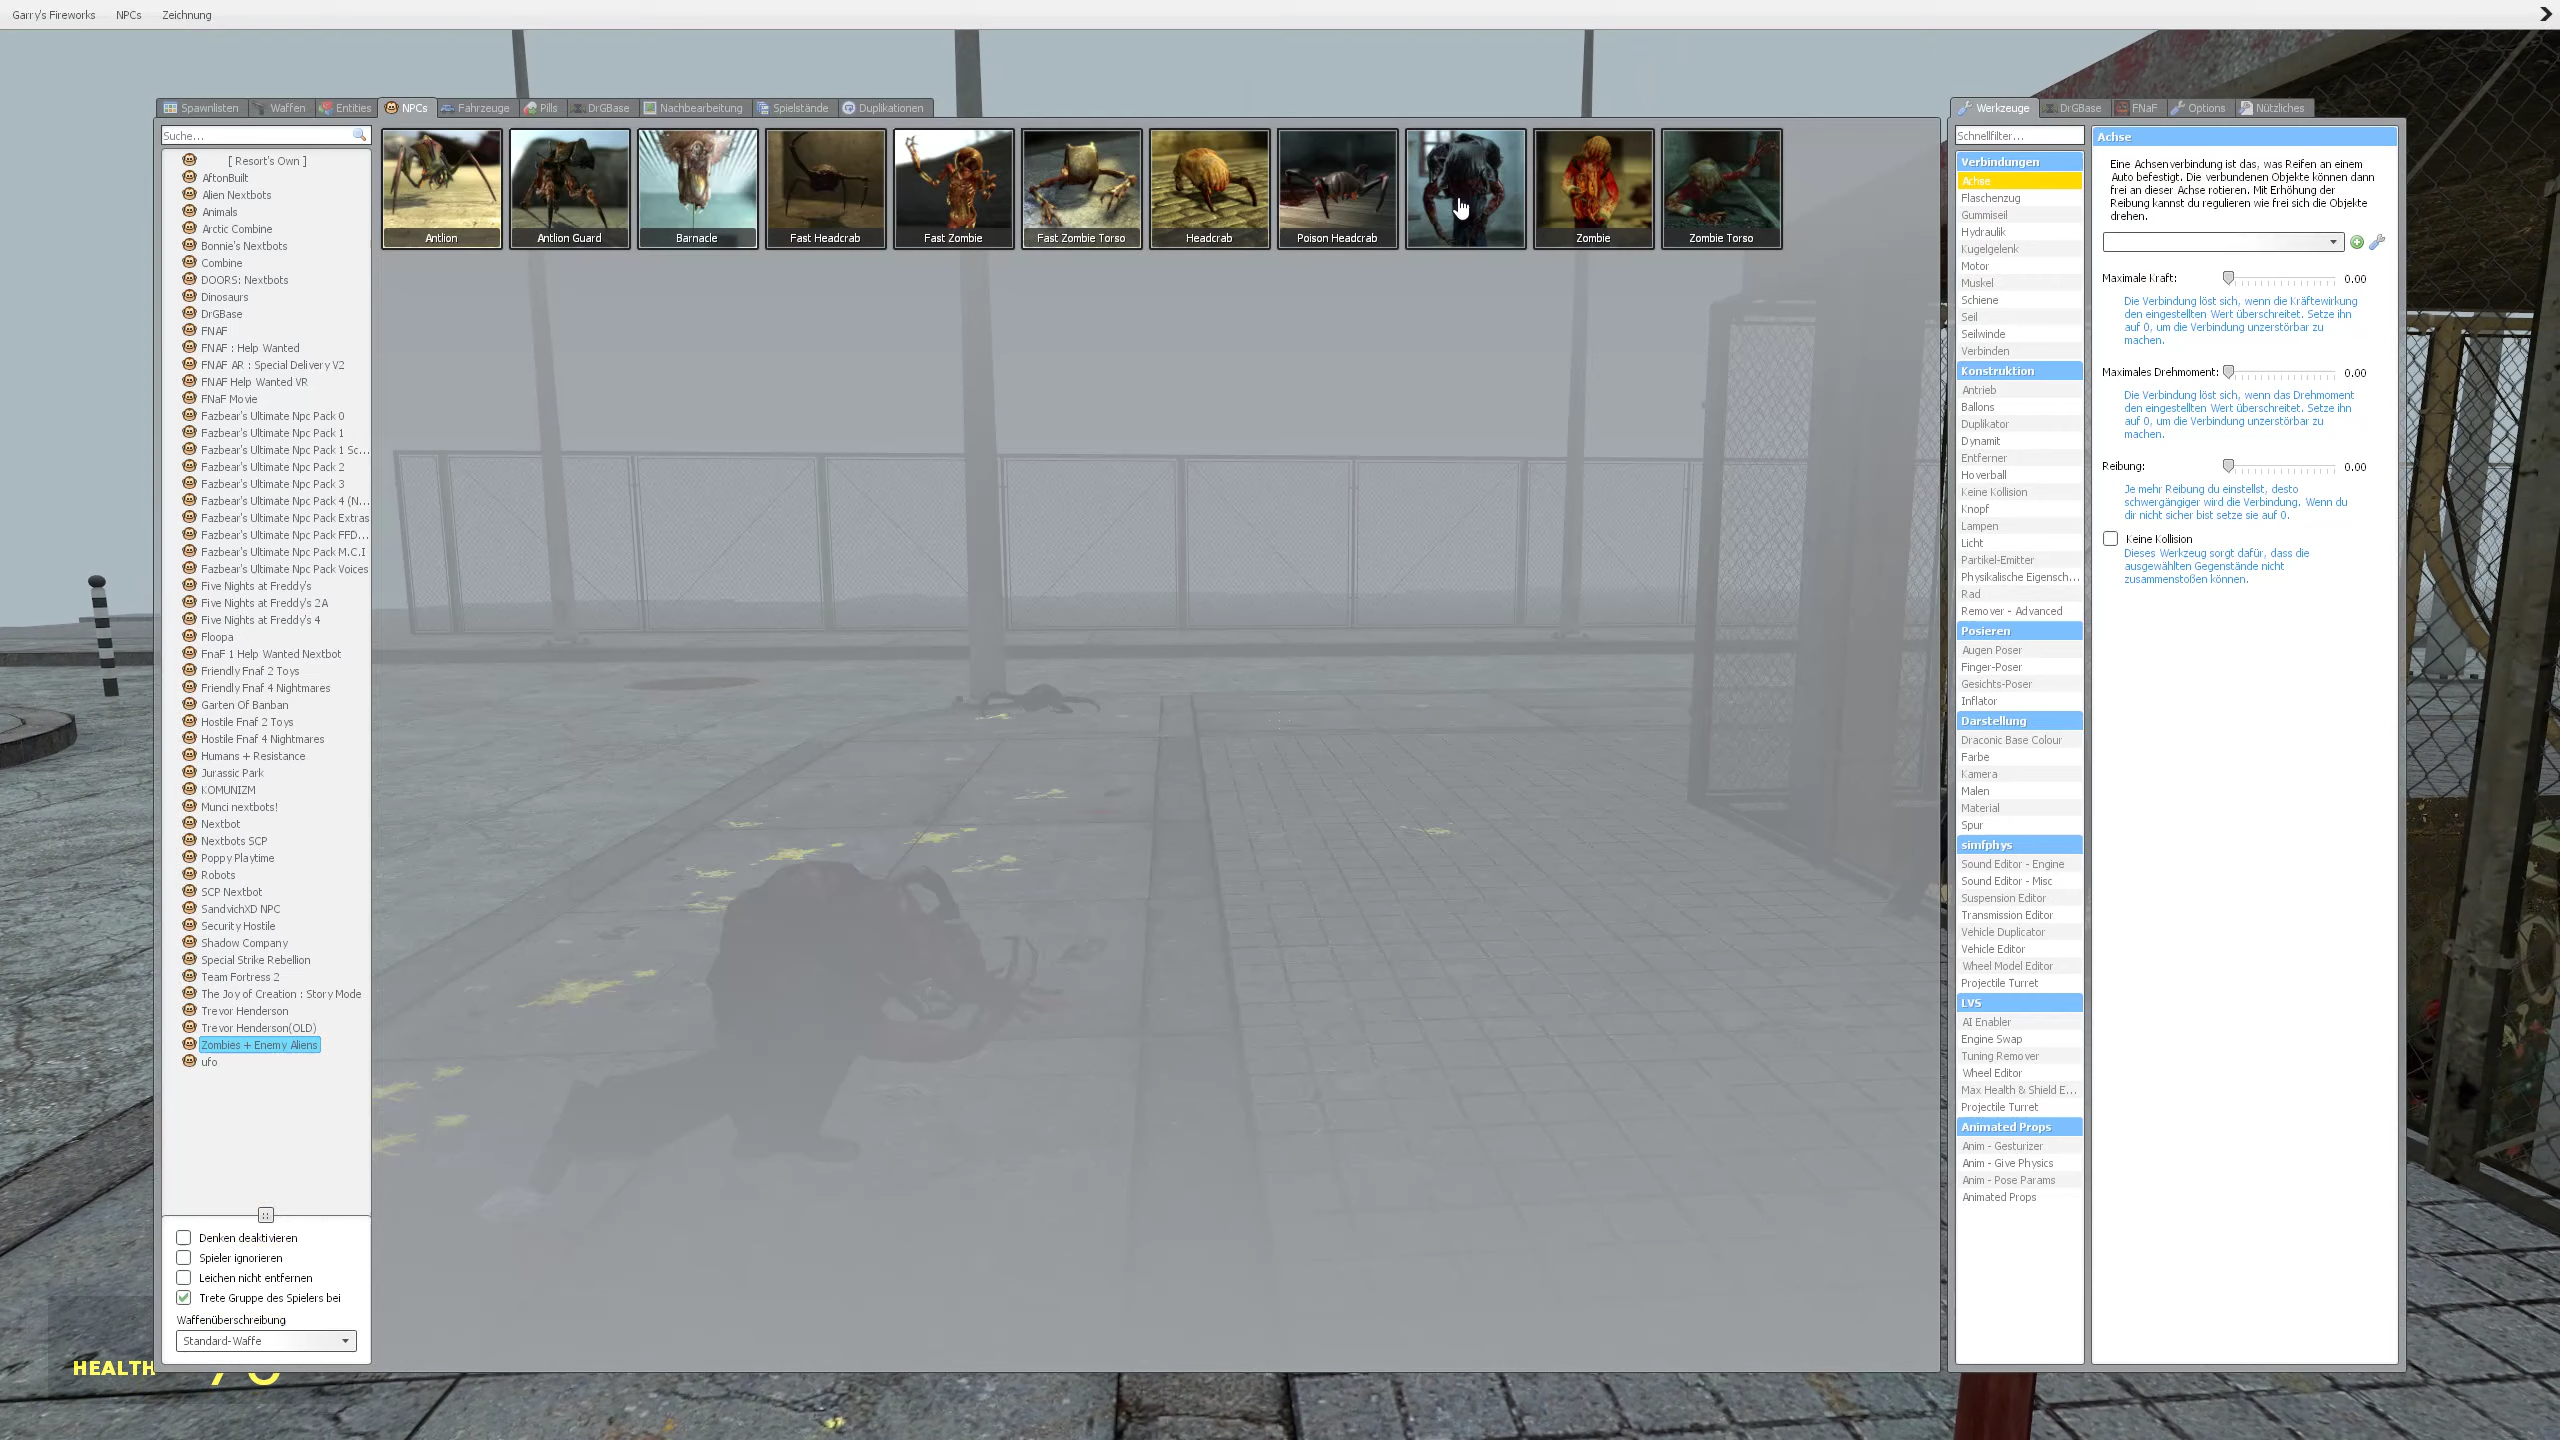 Garry's Fireworks NPCs Zeichnung
Spawnlisten Waffen Entities NPCs Fahrzeuge Pills DrGBase Nachbearbeitung Spielstände Duplikationen
Suche...
[ Resort's Own ]
AftonBuilt
Alien Nextbots
Animals
Arctic Combine
Bonnie's Nextbots
Combine
DOORS: Nextbots
Dinosaurs
DrGBase
FNAF
FNAF : Help Wanted
FNAF AR : Special Delivery V2
FNAF Help Wanted VR
FNaF Movie
Fazbear's Ultimate Npc Pack 0
Fazbear's Ultimate Npc Pack 1
Fazbear's Ultimate Npc Pack 1 Sc...
Fazbear's Ultimate Npc Pack 2
Fazbear's Ultimate Npc Pack 3
Fazbear's Ultimate Npc Pack 4 (N...
Fazbear's Ultimate Npc Pack Extras
Fazbear's Ultimate Npc Pack FFD...
Fazbear's Ultimate Npc Pack M.C.I
Fazbear's Ultimate Npc Pack Voices
Five Nights at Freddy's
Five Nights at Freddy's 2A
Five Nights at Freddy's 4
Floopa
FnaF 1 Help Wanted Nextbot
Friendly Fnaf 2 Toys
Friendly Fnaf 4 Nightmares
Garten Of Banban
Hostile Fnaf 2 Toys
Hostile Fnaf 4 Nightmares
Humans + Resistance
Jurassic Park
KOMUNIZM
Munci nextbots!
Nextbot
Nextbots SCP
Poppy Playtime
Robots
SCP Nextbot
SandvichXD NPC
Security Hostile
Shadow Company
Special Strike Rebellion
Team Fortress 2
The Joy of Creation : Story Mode
Trevor Henderson
Trevor Henderson(OLD)
Zombies + Enemy Aliens
ufo
Denken deaktivieren
Spieler ignorieren
Leichen nicht entfernen
Trete Gruppe des Spielers bei
Waffenüberschreibung
Standard-Waffe
HEALTH
Antlion Antlion Guard Barnacle Fast Headcrab Fast Zombie Fast Zombie Torso Headcrab Poison Headcrab Zombie Zombie Torso
Werkzeuge DrGBase FNaF Options Nützliches
Schnellfilter...
Verbindungen
Achse
Flaschenzug
Gummiseil
Hydraulik
Kugelgelenk
Motor
Muskel
Schiene
Seil
Seilwinde
Verbinden
Konstruktion
Antrieb
Ballons
Duplikator
Dynamit
Entferner
Hoverball
Keine Kollision
Knopf
Lampen
Licht
Partikel-Emitter
Physikalische Eigensch...
Rad
Remover - Advanced
Posieren
Augen Poser
Finger-Poser
Gesichts-Poser
Inflator
Darstellung
Draconic Base Colour
Farbe
Kamera
Malen
Material
Spur
simfphys
Sound Editor - Engine
Sound Editor - Misc
Suspension Editor
Transmission Editor
Vehicle Duplicator
Vehicle Editor
Wheel Model Editor
Projectile Turret
LVS
AI Enabler
Engine Swap
Tuning Remover
Wheel Editor
Max Health & Shield E...
Projectile Turret
Animated Props
Anim - Gesturizer
Anim - Give Physics
Anim - Pose Params
Animated Props
Achse
Eine Achsenverbindung ist das, was Reifen an einem
Auto befestigt. Die verbundenen Objekte können dann
frei an dieser Achse rotieren. Mit Erhöhung der
Reibung kannst du regulieren wie frei sich die Objekte
drehen.
Maximale Kraft: 0.00
Die Verbindung löst sich, wenn die Kräftewirkung
den eingestellten Wert überschreitet. Setze ihn
auf 0, um die Verbindung unzerstörbar zu
machen.
Maximales Drehmoment: 0.00
Die Verbindung löst sich, wenn das Drehmoment
den eingestellten Wert überschreitet. Setze ihn
auf 0, um die Verbindung unzerstörbar zu
machen.
Reibung: 0.00
Je mehr Reibung du einstellst, desto
schwergängiger wird die Verbindung. Wenn du
dir nicht sicher bist setze sie auf 0.
Keine Kollision
Dieses Werkzeug sorgt dafür, dass die
ausgewählten Gegenstände nicht
zusammenstoßen können.